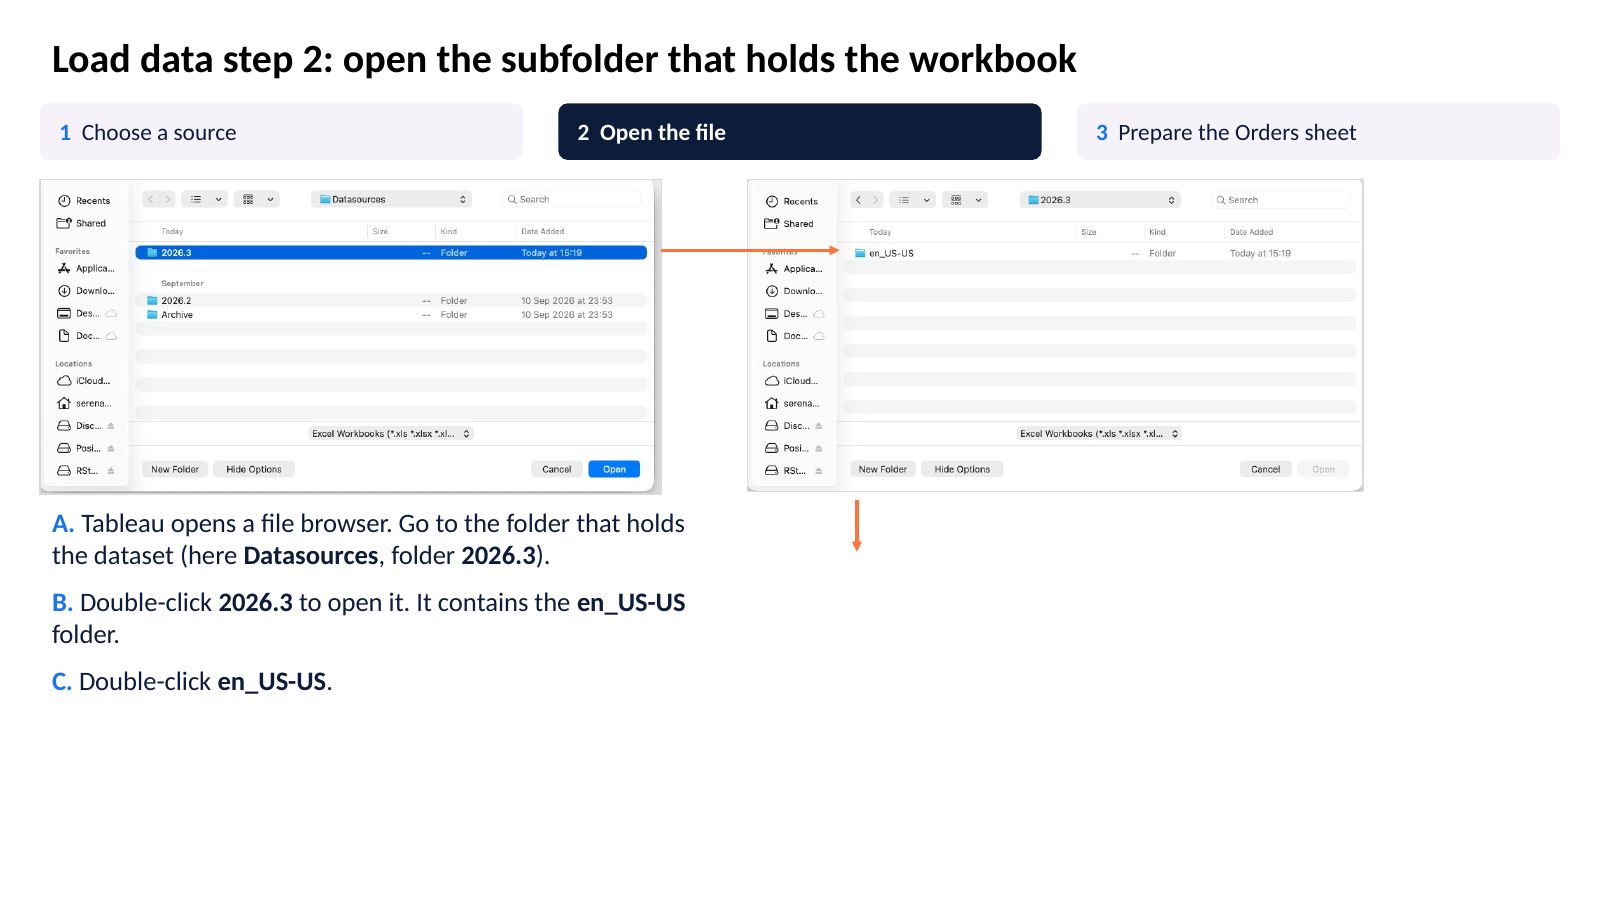 Load data step 2: open the subfolder that holds the workbook
1 Choose a source
2 Open the file
3 Prepare the Orders sheet
Recents
Shared
Favorites
Applica...
Downlo...
Des...
Doc...
Locations
iCloud...
serena...
Disc...
Posi...
RSt...
Datasources
Search
Today Size Kind Date Added
2026.3 -- Folder Today at 15:19
September
2026.2 -- Folder 10 Sep 2026 at 23:53
Archive -- Folder 10 Sep 2026 at 23:53
Excel Workbooks (*.xls *.xlsx *.xl...
New Folder Hide Options Cancel Open
Recents
Shared
Favorites
Applica...
Downlo...
Des...
Doc...
Locations
iCloud...
serena...
Disc...
Posi...
RSt...
2026.3
Search
Today Size Kind Date Added
en_US-US -- Folder Today at 15:19
Excel Workbooks (*.xls *.xlsx *.xl...
New Folder Hide Options Cancel Open
A. Tableau opens a file browser. Go to the folder that holds
the dataset (here Datasources, folder 2026.3).
B. Double-click 2026.3 to open it. It contains the en_US-US
folder.
C. Double-click en_US-US.